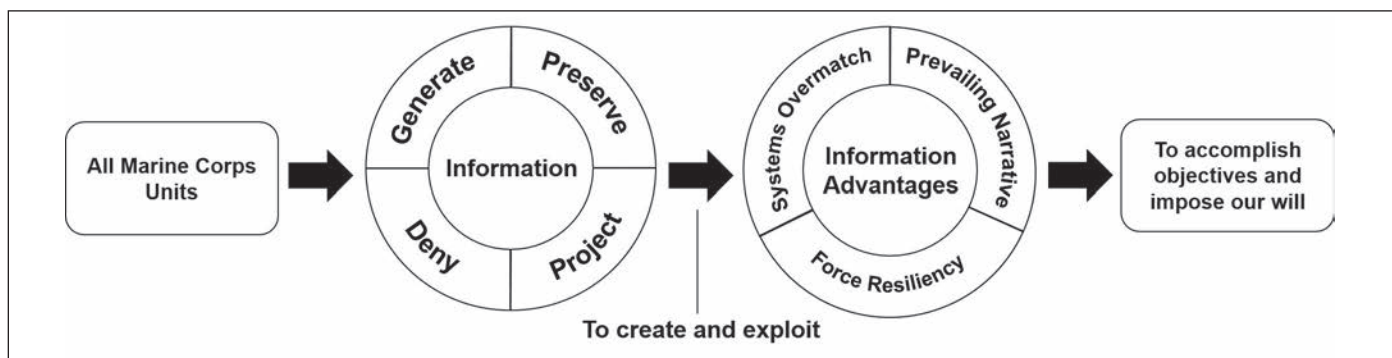 All Marine Corps
Units
Generate
Preserve
Information
Deny
Project
To create and exploit
Systems Overmatch
Prevailing Narrative
Information
Advantages
Force Resiliency
To accomplish
objectives and
impose our will